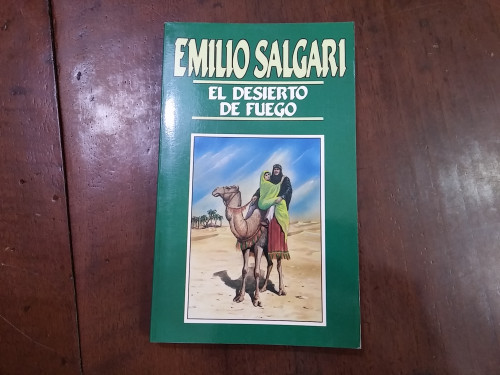 EMILIO SALGARI
EL DESIERTO
DE FUEGO